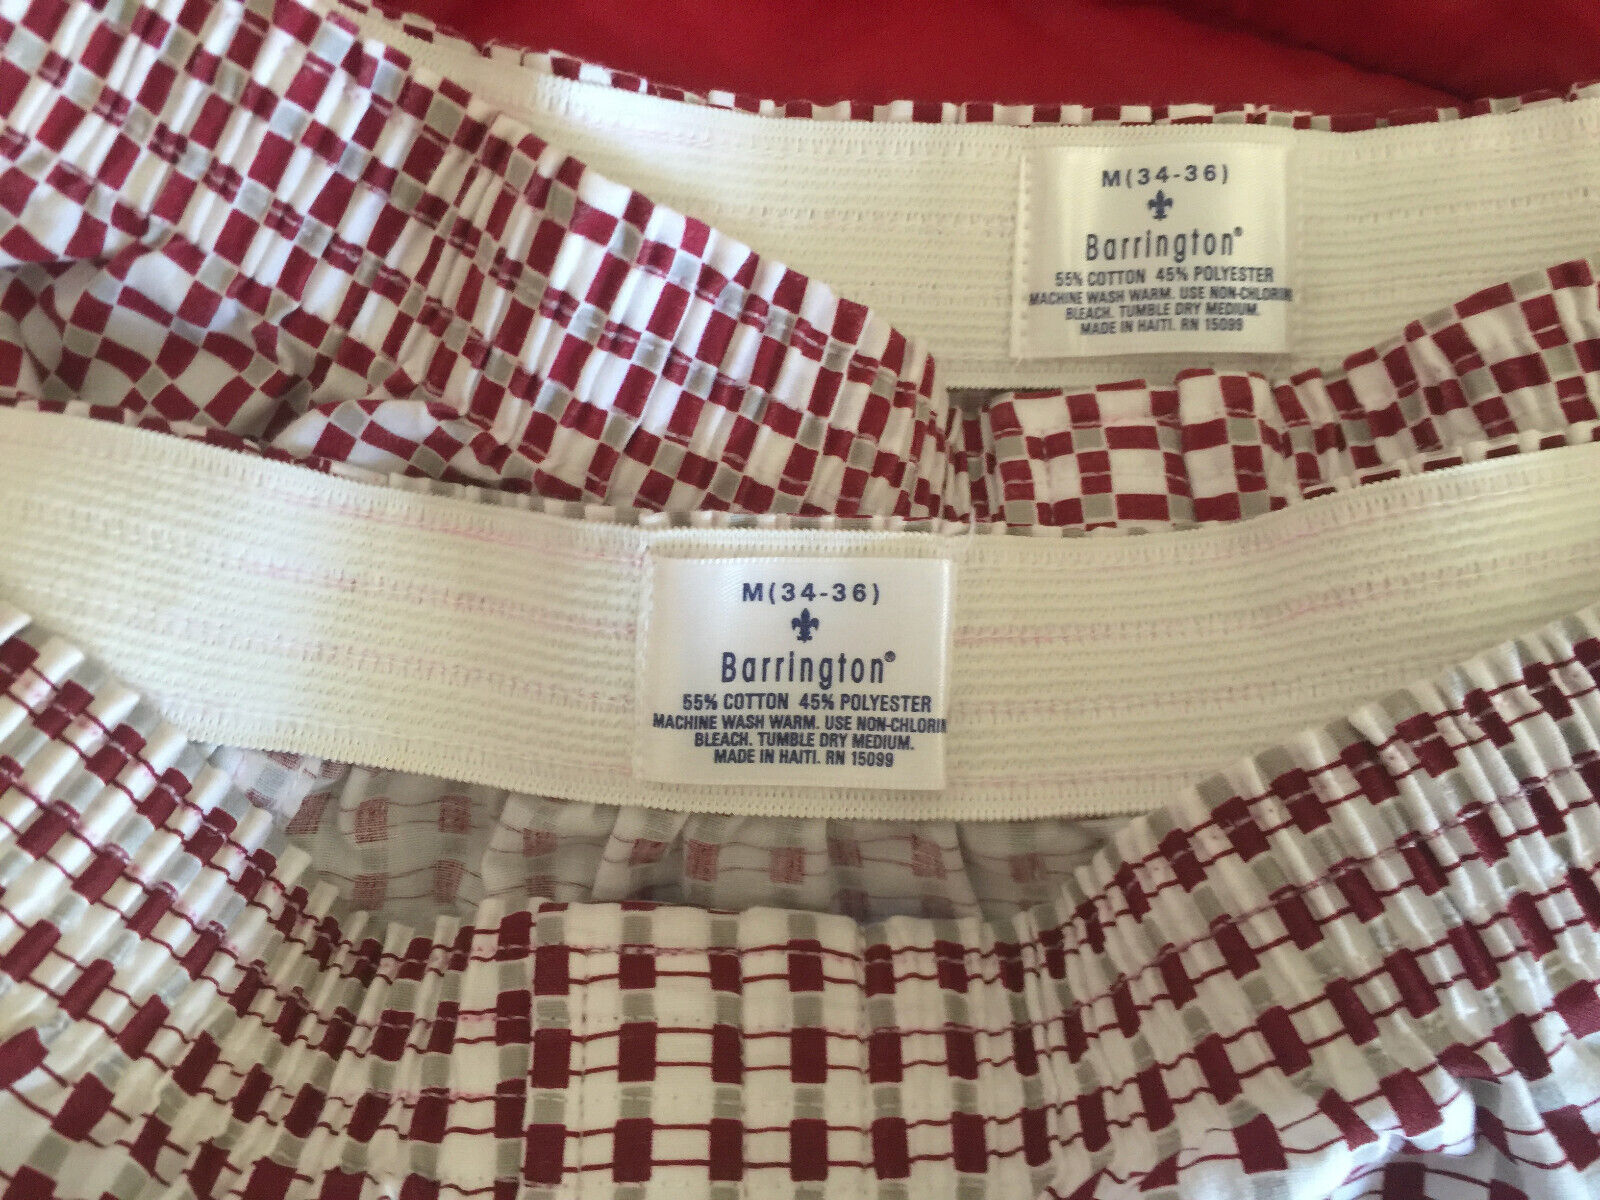 M(34-36)
Barrington®
55% COTTON 45% POLYESTER
MACHINE WASH WARM. USE NON-CHLORIN
BLEACH. TUMBLE DRY MEDIUM.
MADE IN HAITI. RN 15099
M(34-36)
Barrington®
55% COTTON 45% POLYESTER
MACHINE WASH WARM. USE NON-CHLORIN
BLEACH. TUMBLE DRY MEDIUM.
MADE IN HAITI. RN 15099